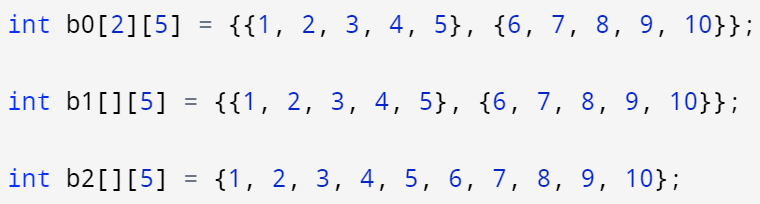 int b0[2][5] = {{1, 2, 3, 4, 5}, {6, 7, 8, 9, 10}};
int b1[][5] = {{1, 2, 3, 4, 5}, {6, 7, 8, 9, 10}};
int b2[][5] = {1, 2, 3, 4, 5, 6, 7, 8, 9, 10};